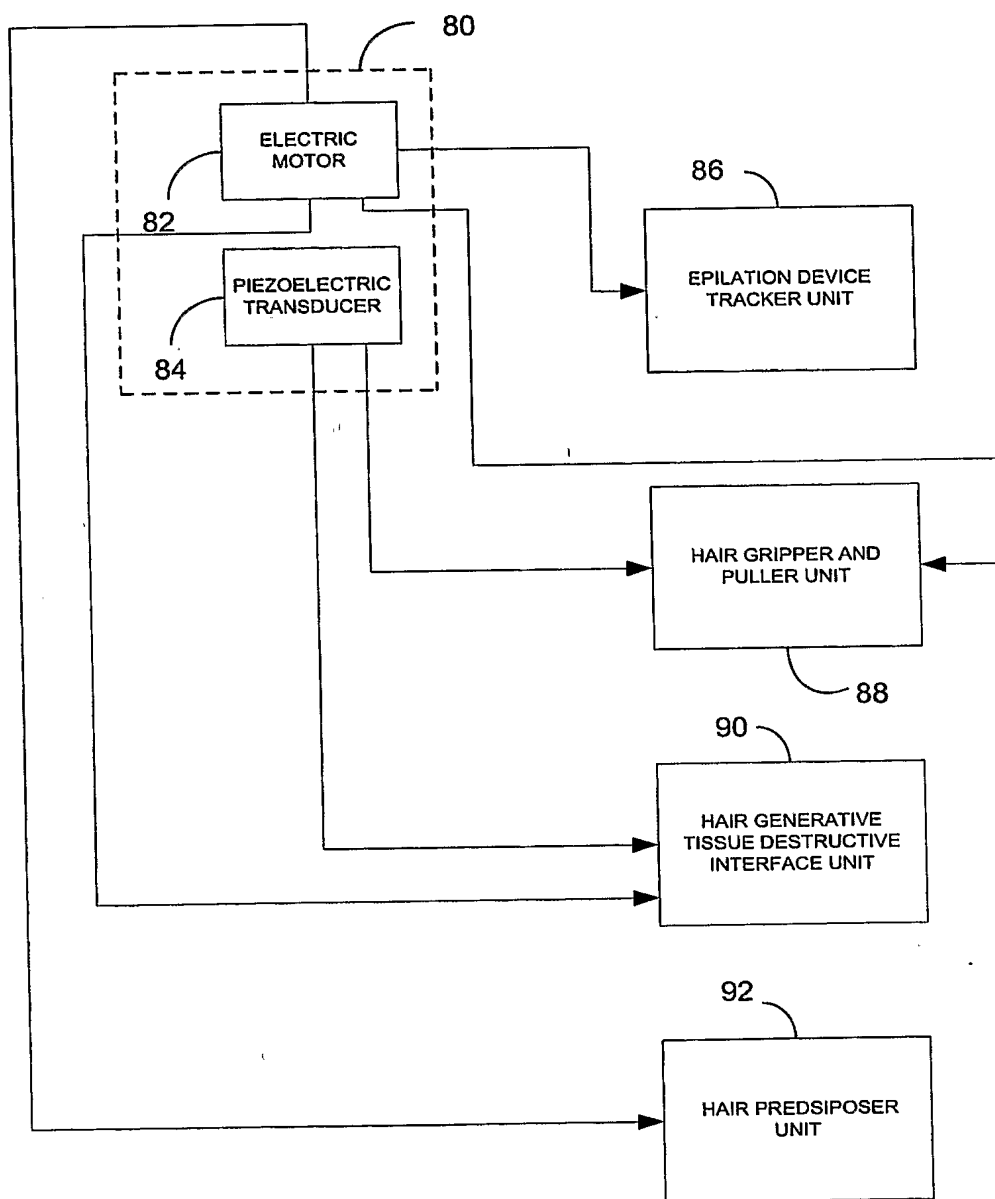 80
ELECTRIC
MOTOR
82
86
EPILATION DEVICE
TRACKER UNIT
PIEZOELECTRIC
TRANSDUCER
84
HAIR GRIPPER AND
PULLER UNIT
88
90
HAIR GENERATIVE
TISSUE DESTRUCTIVE
INTERFACE UNIT
92
HAIR PREDSIPOSER
UNIT